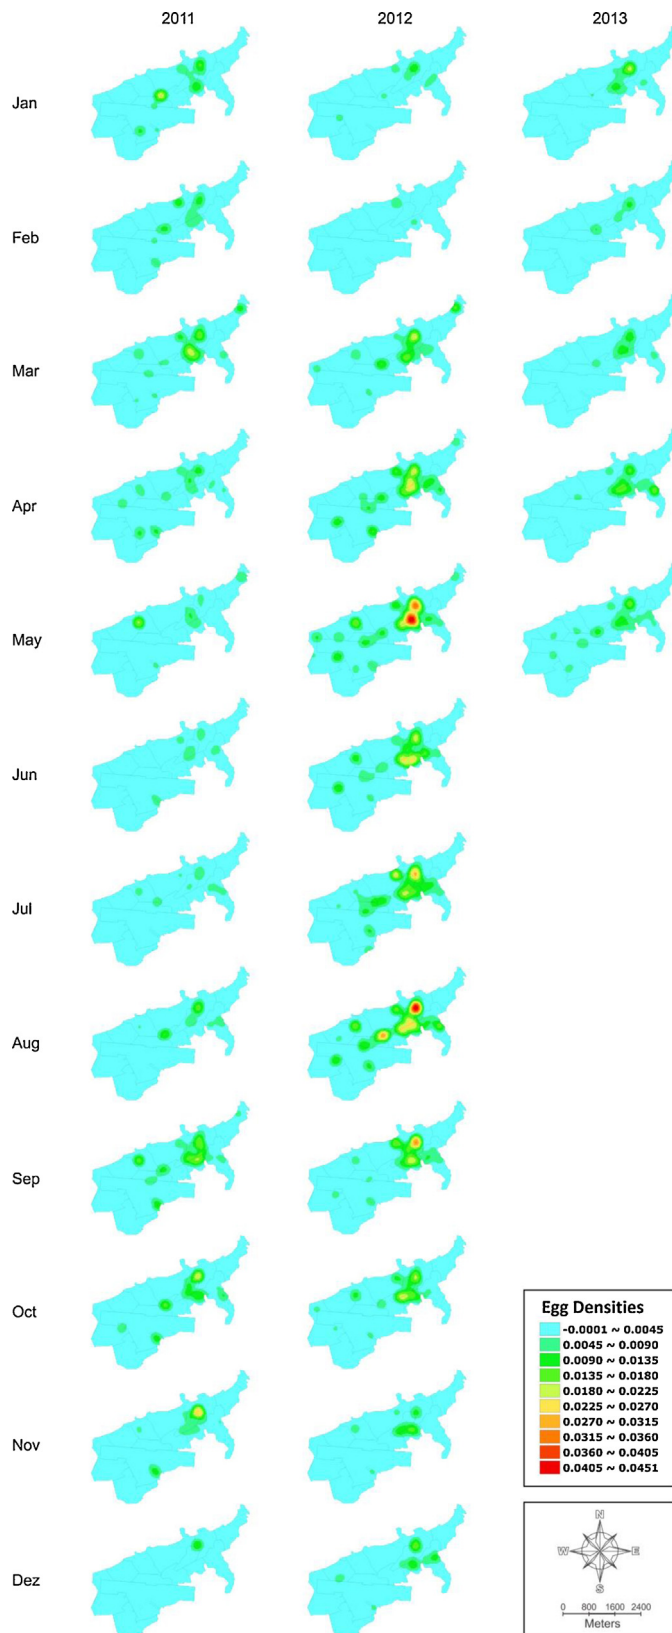 2011 2012 2013
Jan
Feb
Mar
Apr
May
Jun
Jul
Aug
Sep
Oct
Nov
Dez
Egg Densities
-0.0001 ~ 0.0045
0.0045 ~ 0.0090
0.0090 ~ 0.0135
0.0135 ~ 0.0180
0.0180 ~ 0.0225
0.0225 ~ 0.0270
0.0270 ~ 0.0315
0.0315 ~ 0.0360
0.0360 ~ 0.0405
0.0405 ~ 0.0451
N
W E
S
0 800 1600 2400
Meters